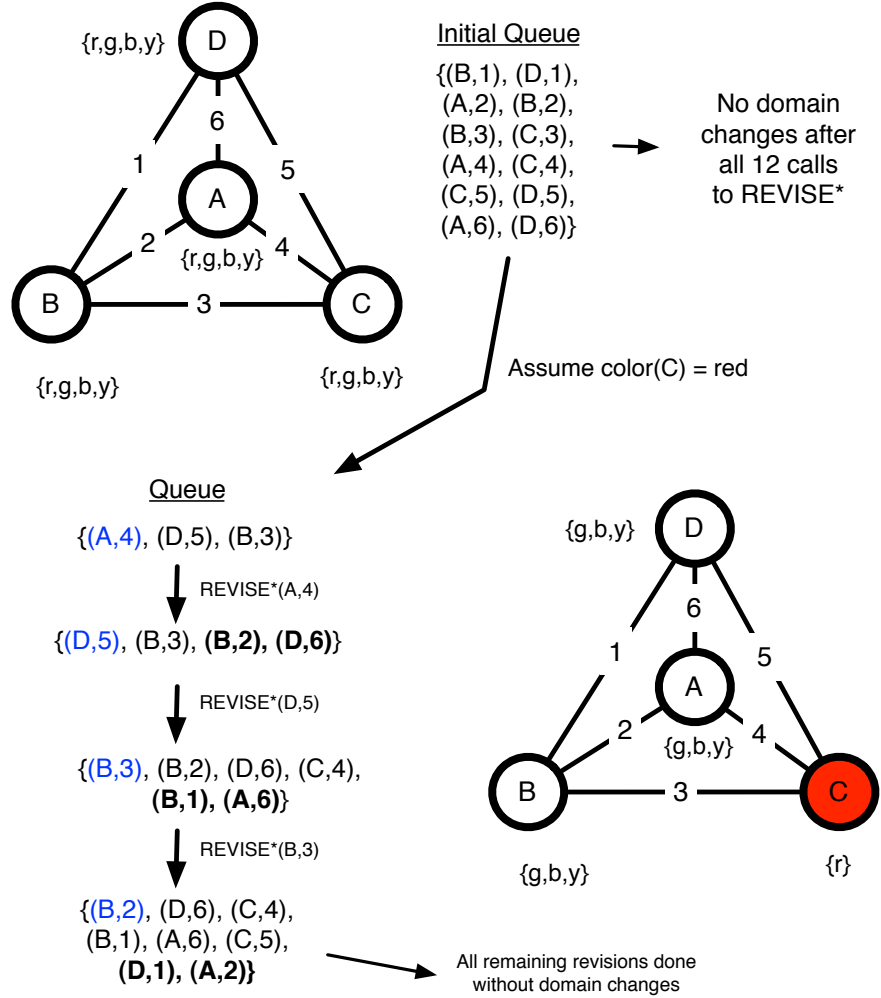 {r,g,b,y}
D
6
1
5
A
2
4
{r,g,b,y}
B
3
C
{r,g,b,y}
{r,g,b,y}
Initial Queue
{(B,1), (D,1),
(A,2), (B,2),
(B,3), (C,3),
(A,4), (C,4),
(C,5), (D,5),
(A,6), (D,6)}
No domain
changes after
all 12 calls
to REVISE*
Assume color(C) = red
Queue
{(A,4), (D,5), (B,3)}
REVISE*(A,4)
{(D,5), (B,3), (B,2), (D,6)}
REVISE*(D,5)
{(B,3), (B,2), (D,6), (C,4),
(B,1), (A,6)}
REVISE*(B,3)
{(B,2), (D,6), (C,4),
(B,1), (A,6), (C,5),
(D,1), (A,2)}
All remaining revisions done
without domain changes
{g,b,y}
D
6
1
5
A
2
4
{g,b,y}
B
3
C
{r}
{g,b,y}